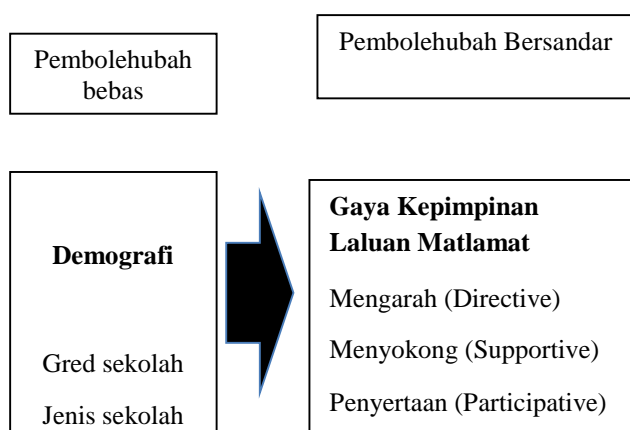 Pembolehubah
bebas
Pembolehubah Bersandar
Demografi
Gred sekolah
Jenis sekolah
Gaya Kepimpinan
Laluan Matlamat
Mengarah (Directive)
Menyokong (Supportive)
Penyertaan (Participative)